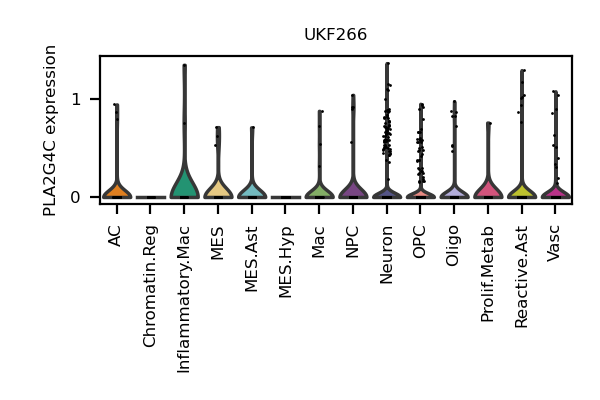 UKF266
PLA2G4C expression
1
0
AC
Chromatin.Reg
Inflammatory.Mac
MES
MES.Ast
MES.Hyp
Mac
NPC
Neuron
OPC
Oligo
Prolif.Metab
Reactive.Ast
Vasc